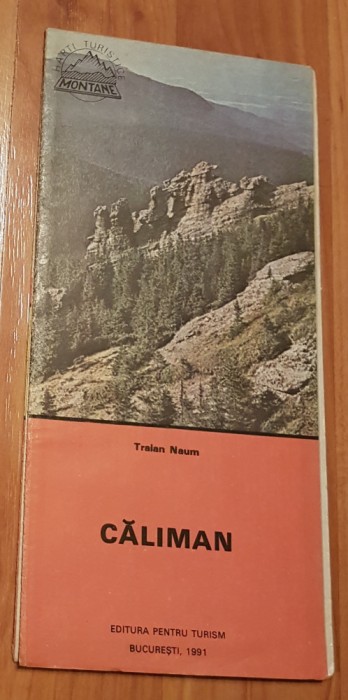 HĂRȚI TURISTICE
MONTANE
Traian Naum
CĂLIMAN
EDITURA PENTRU TURISM
BUCUREȘTI, 1991